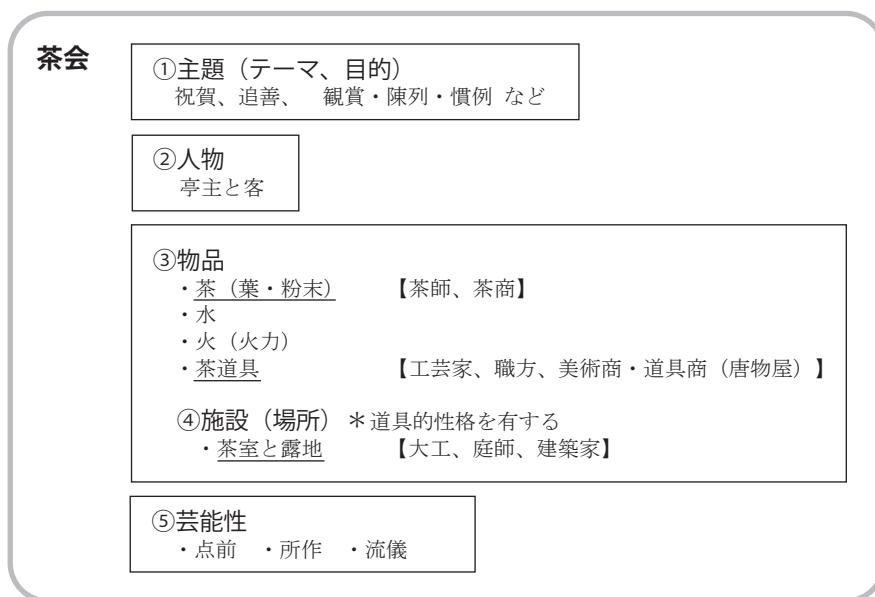 茶会
①主題（テーマ、目的）
祝賀、追善、　観賞・陳列・慣例 など
②人物
亭主と客
③物品
・茶（葉・粉末）　　【茶師、茶商】
・水
・火（火力）
・茶道具　　【工芸家、職方、美術商・道具商（唐物屋）】
④施設（場所）＊道具的性格を有する
・茶室と露地　　【大工、庭師、建築家】
⑤芸能性
・点前　・所作　・流儀